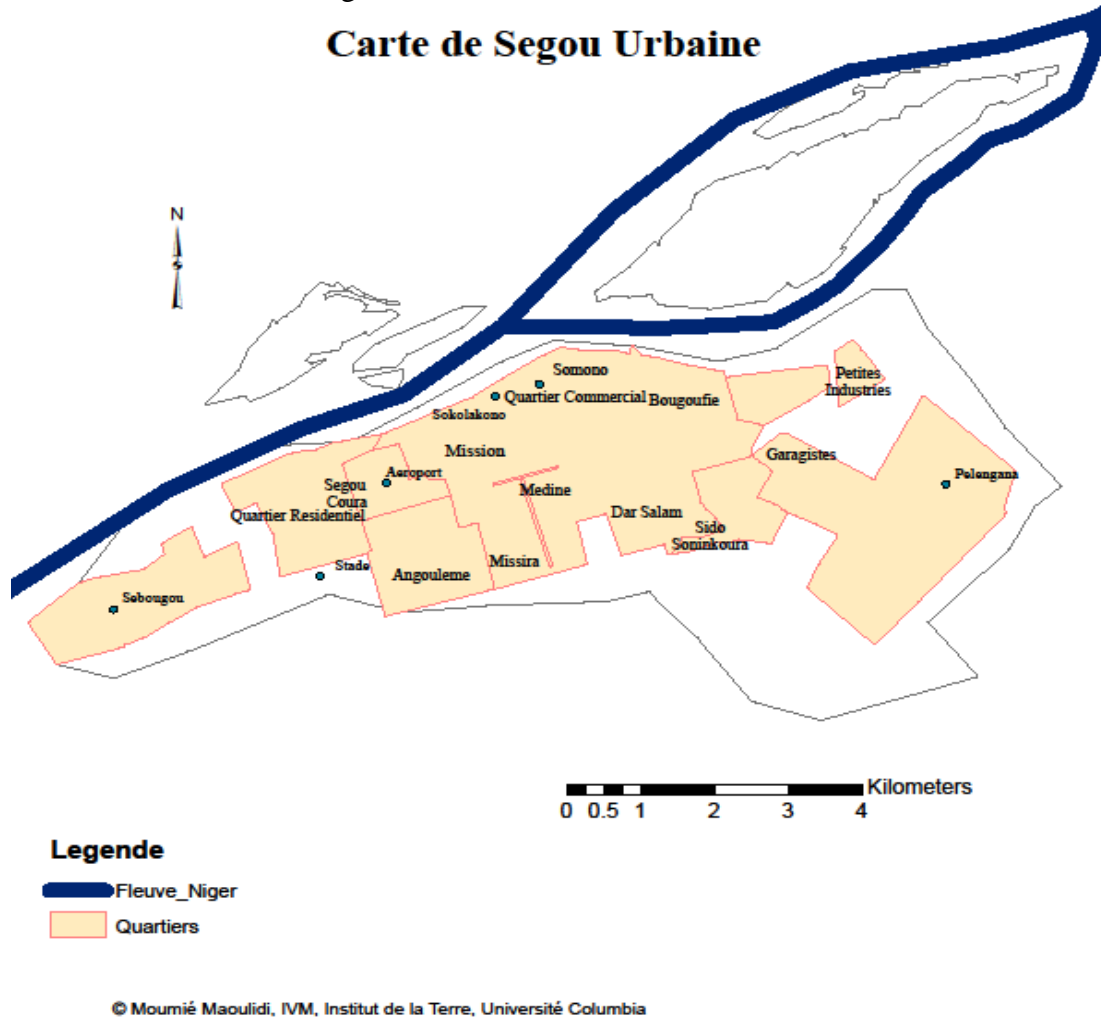 Carte de Segou Urbaine
N
Somono
Petites
Industries
Quartier Commercial
Bougoufie
Sokolakono
Mission
Garagistes
Aeroport
Segou
Coura
Pelengana
Medine
Quartier Residentiel
Dar Salam
Sido
Soninkoura
Stade
Missira
Angouleme
Sebougou
Kilometers
0 0.5 1 2 3 4
Legende
Fleuve_Niger
Quartiers
© Moumié Maoulidi, IVM, Institut de la Terre, Université Columbia